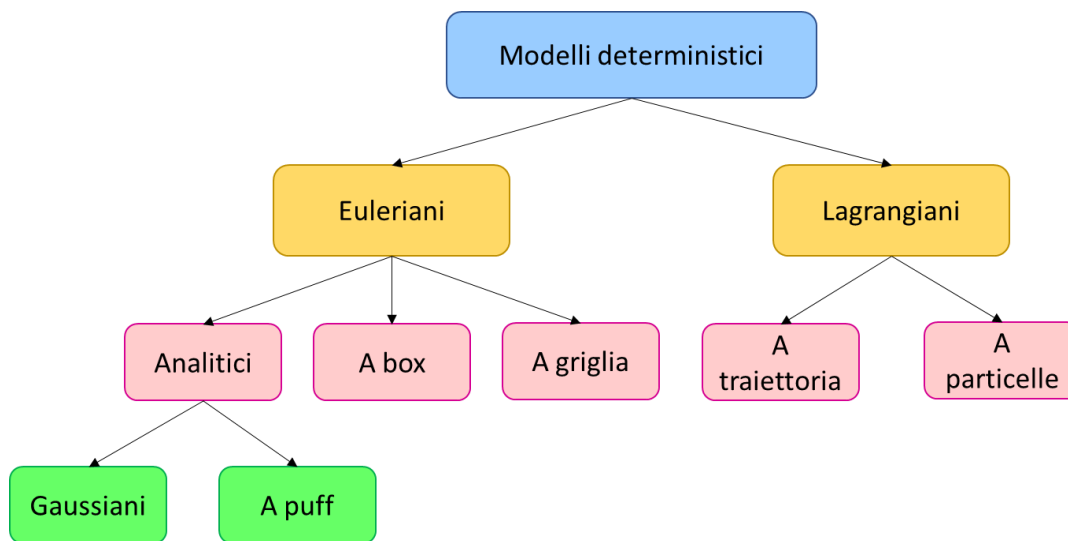 Modelli deterministici
Euleriani
Lagrangiani
Analitici
A box
A griglia
A
traiettoria
A
particelle
Gaussiani
A puff